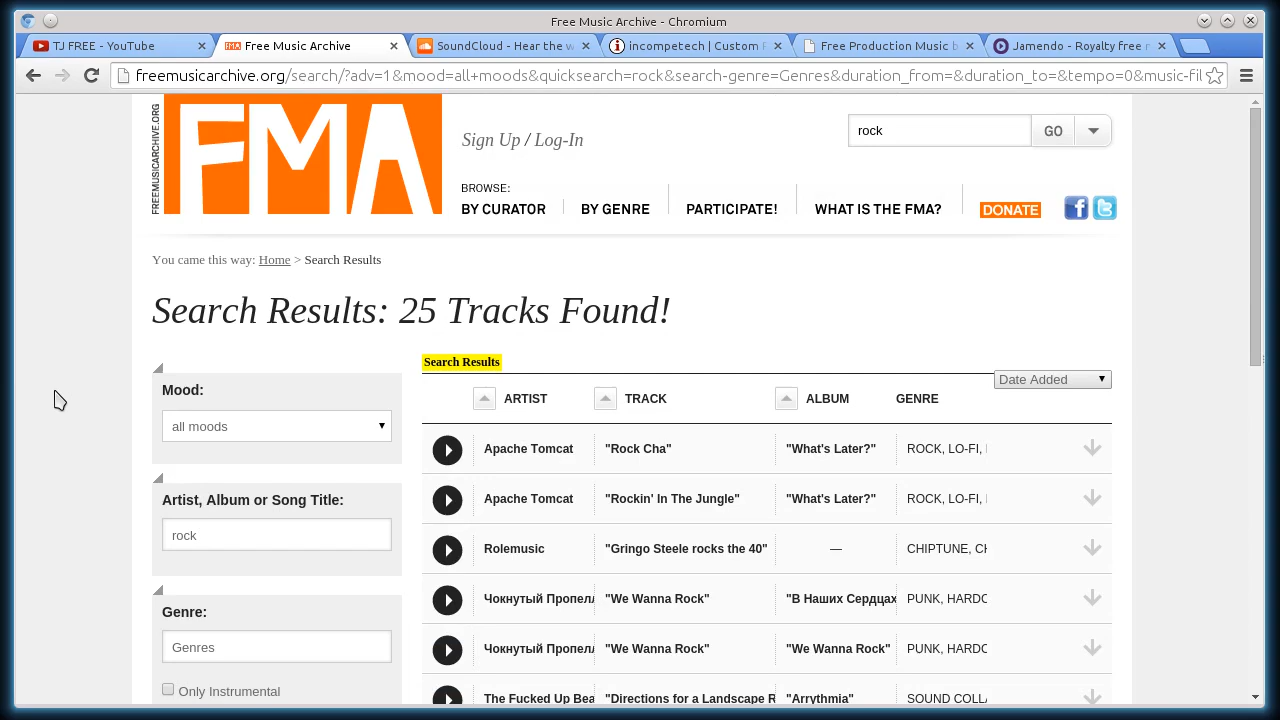 Free Music Archive - Chromium
TJ FREE - YouTube
Free Music Archive
SoundCloud - Hear the w
incompetech | Custom
Free Production Music b
Jamendo - Royalty Free
freemusicarchive.org/search/?adv=1&mood=all+moods&quicksearch=rock&search-genre=Genres&duration_from=&duration_to=&tempo=0&music-fil
FREEMUSICARCHIVE.ORG
FMA
Sign Up / Log-In
rock
GO
BROWSE:
BY CURATOR
BY GENRE
PARTICIPATE!
WHAT IS THE FMA?
DONATE
You came this way: Home > Search Results
Search Results: 25 Tracks Found!
Mood:
all moods
Artist, Album or Song Title:
rock
Genre:
Genres
Only Instrumental
Search Results
Date Added
ARTIST TRACK ALBUM GENRE
Apache Tomcat "Rock Cha" "What's Later?" ROCK, LO-FI,
Apache Tomcat "Rockin' In The Jungle" "What's Later?" ROCK, LO-FI,
Rolemusic "Gringo Steele rocks the 40" — CHIPTUNE, CH
Чокнутый Пропелл "We Wanna Rock" "В Наших Сердцах PUNK, HARDC
Чокнутый Пропелл "We Wanna Rock" "We Wanna Rock" PUNK, HARDC
The Fucked Up Bea "Directions for a Landscape R "Arrythmia" SOUND COLLA